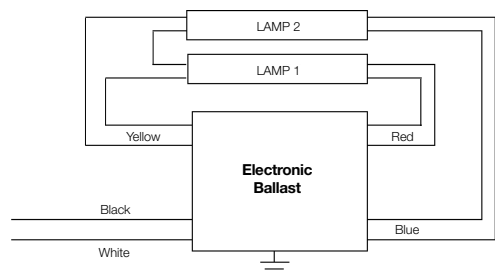 LAMP 2
LAMP 1
Yellow
Red
Electronic
Ballast
Black
Blue
White